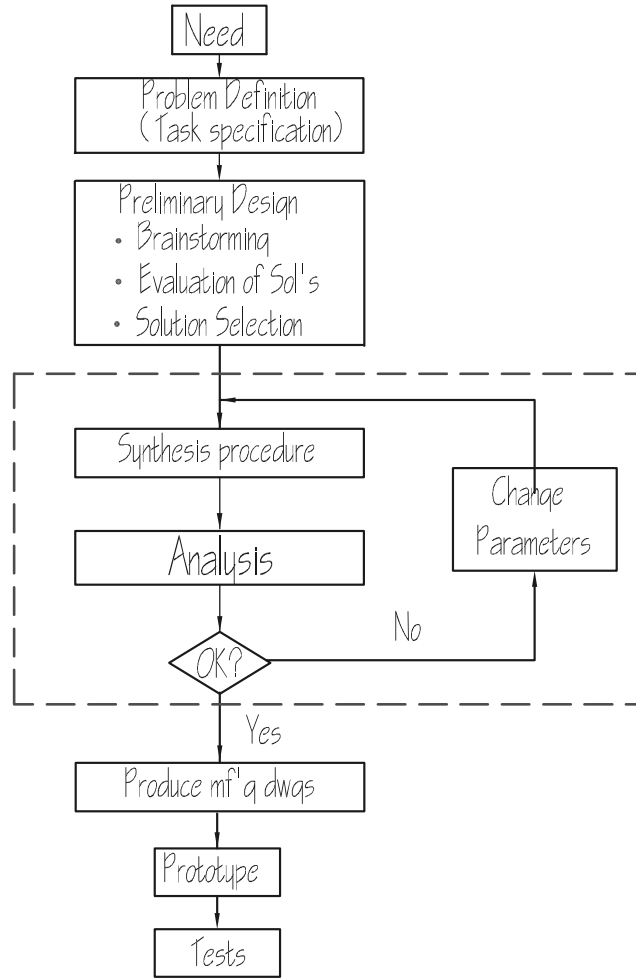 Need
Problem Definition
(Task specification)
Preliminary Design
• Brainstorming
• Evaluation of Sol's
• Solution Selection
Synthesis procedure
Change
Parameters
Analysis
No
OK?
Yes
Produce mf'g dwgs
Prototype
Tests